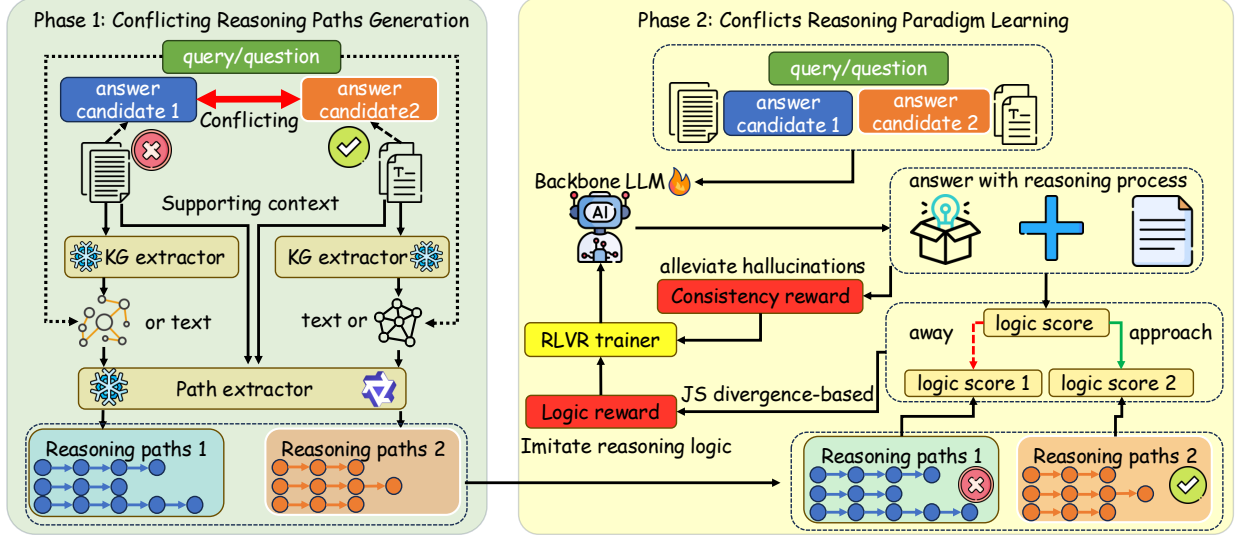 Phase 1: Conflicting Reasoning Paths Generation
query/question
answer
candidate 1
answer
candidate2
Conflicting
T
Supporting context
KG extractor
KG extractor
or text
text or
Path extractor
Reasoning paths 1
Reasoning paths 2
Phase 2: Conflicts Reasoning Paradigm Learning
query/question
answer
candidate 1
answer
candidate 2
T
Backbone LLM
AI
answer with reasoning process
alleviate hallucinations
Consistency reward
RLVR trainer
logic score
away
approach
logic score 1
logic score 2
JS divergence-based
Logic reward
Imitate reasoning logic
Reasoning paths 1
Reasoning paths 2